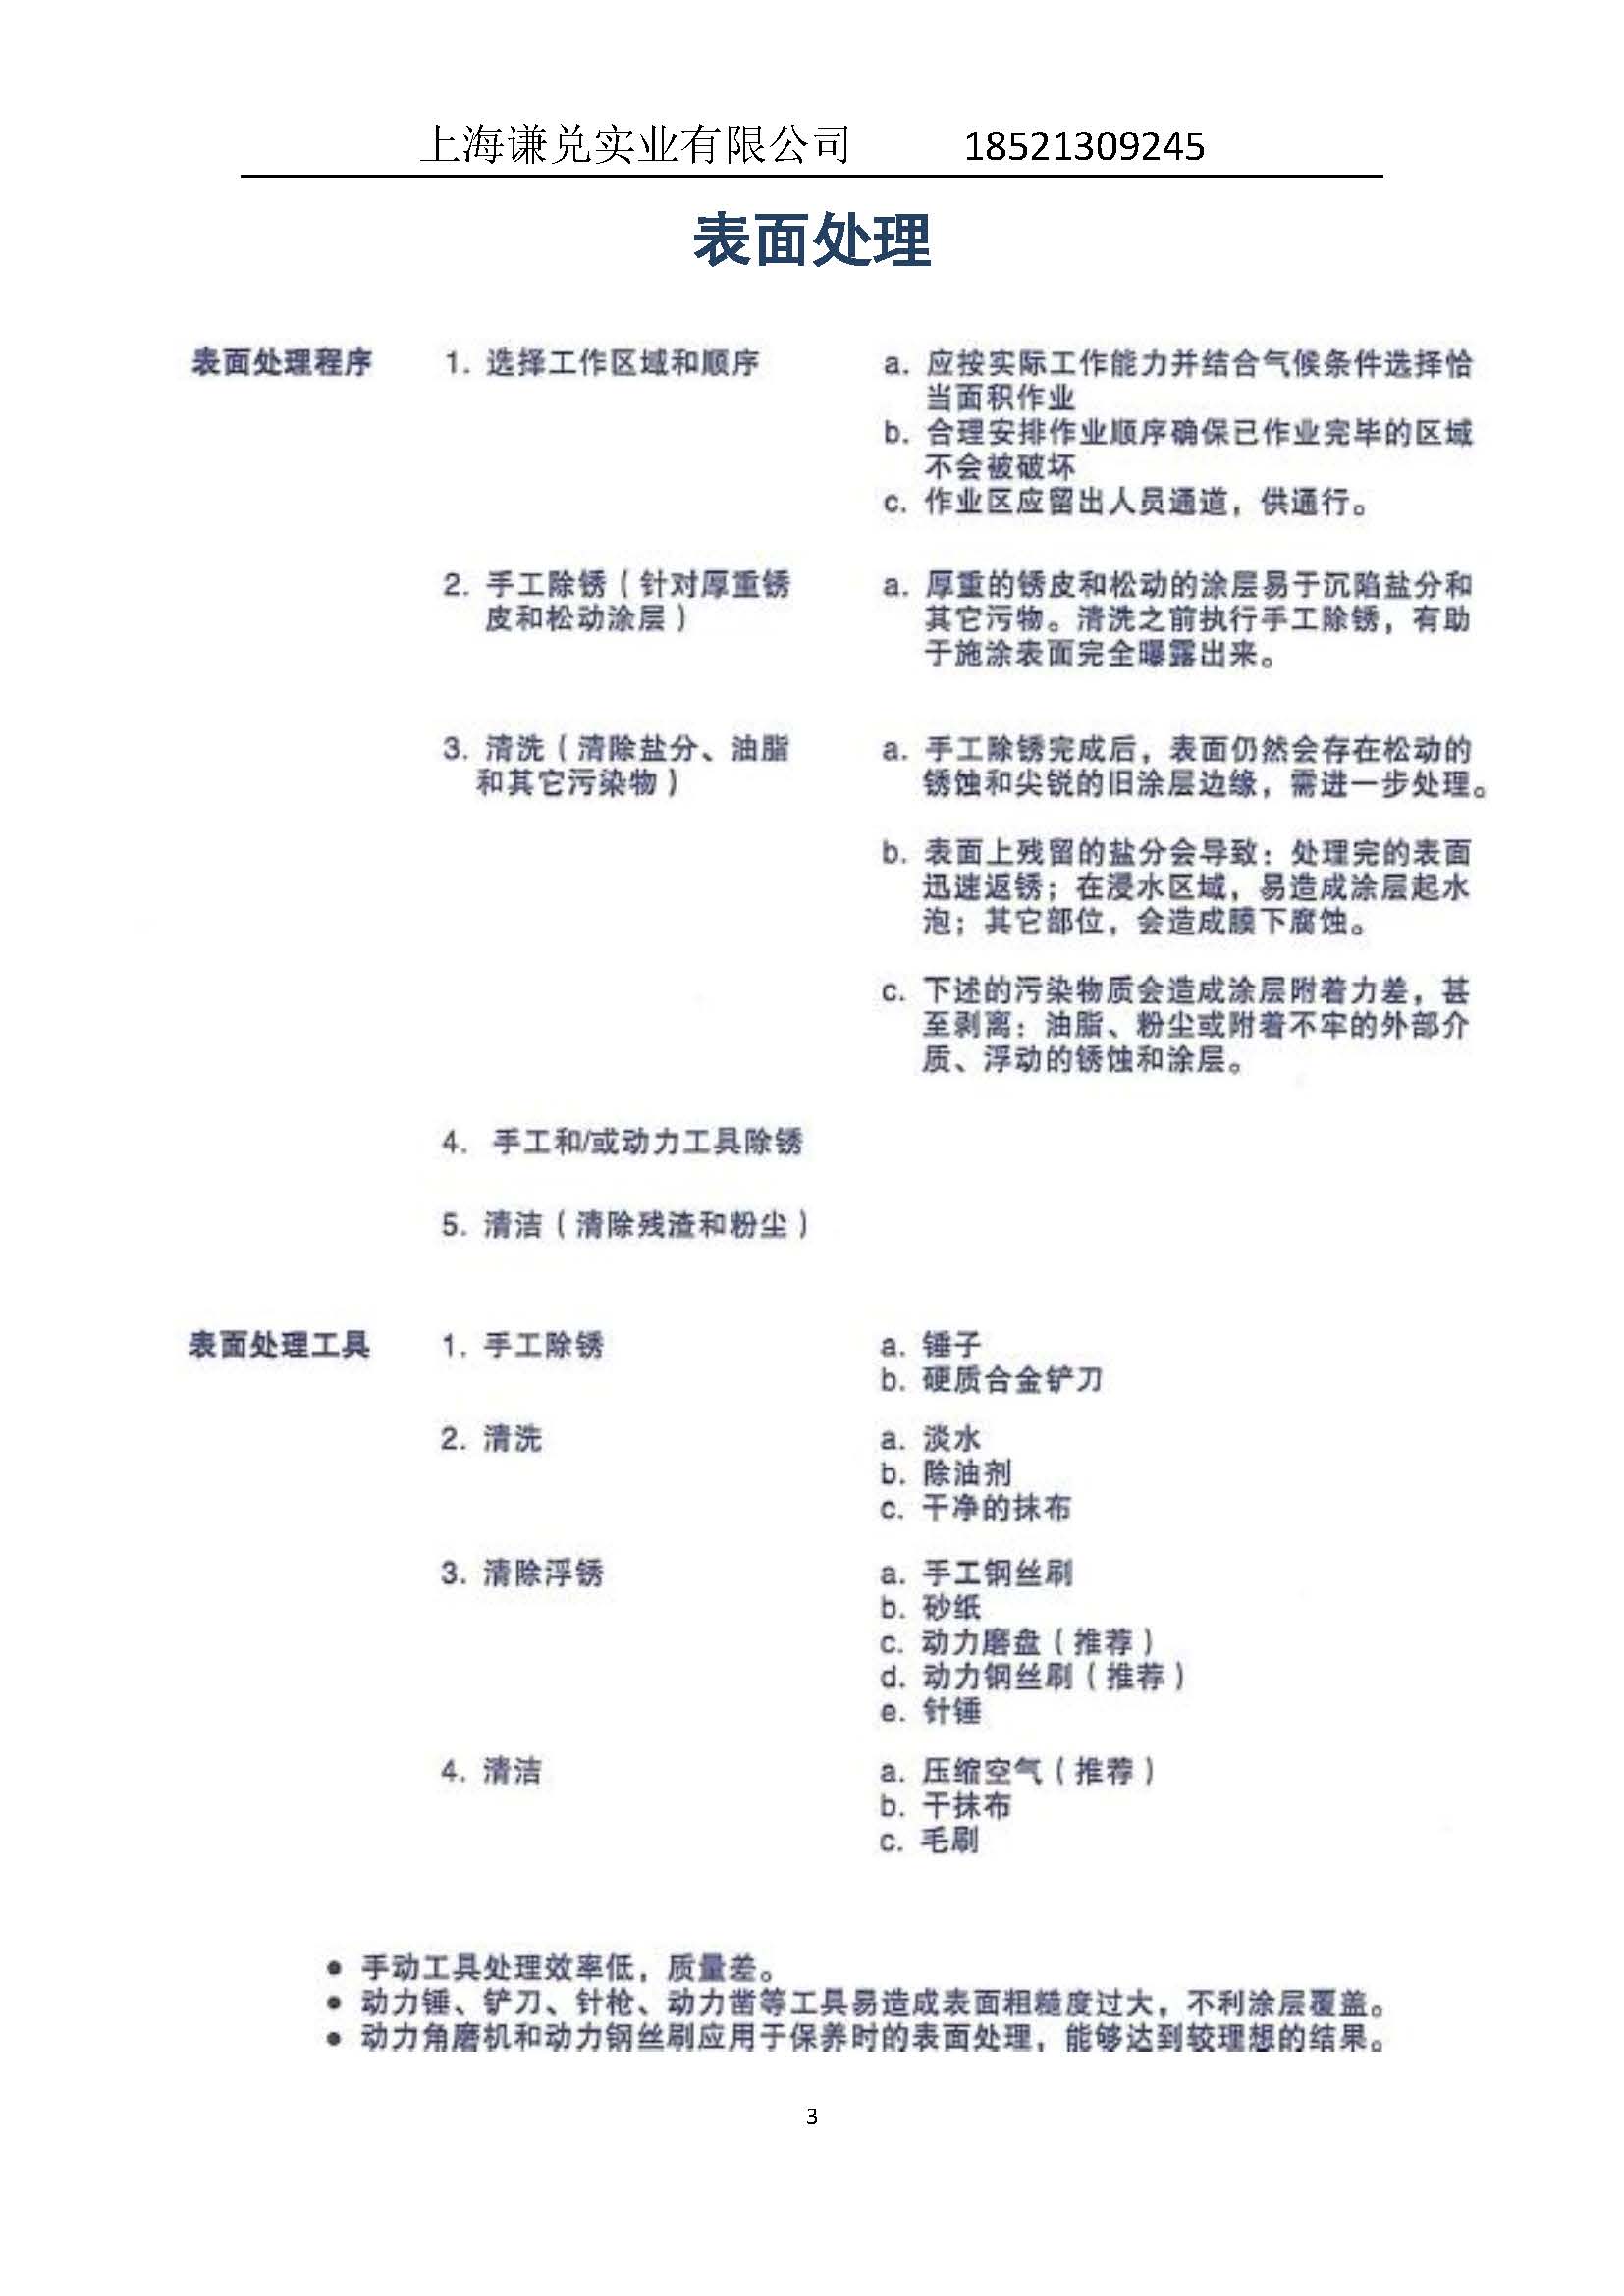 上海谦兑实业有限公司 18521309245
表面处理
表面处理程序 1. 选择工作区域和顺序 a. 应按实际工作能力并结合气候条件选择恰
当面积作业
b. 合理安排作业顺序确保已作业完毕的区域
不会被破坏
c. 作业区应留出人员通道，供通行。
2. 手工除锈（针对厚重锈 a. 厚重的锈皮和松动的涂层易于沉陷盐分和
皮和松动涂层） 其它污物。清洗之前执行手工除锈，有助
于施涂表面完全曝露出来。
3. 清洗（清除盐分、油脂 a. 手工除锈完成后，表面仍然会存在松动的
和其它污染物） 锈蚀和尖锐的旧涂层边缘，需进一步处理。
b. 表面上残留的盐分会导致：处理完的表面
迅速返锈；在浸水区域，易造成涂层起水
泡；其它部位，会造成膜下腐蚀。
c. 下述的污染物质会造成涂层附着力差，甚
至剥离：油脂、粉尘或附着不牢的外部介
质、浮动的锈蚀和涂层。
4. 手工和/或动力工具除锈
5. 清洁（清除残渣和粉尘）
表面处理工具 1. 手工除锈 a. 锤子
b. 硬质合金铲刀
2. 清洗 a. 淡水
b. 除油剂
c. 干净的抹布
3. 清除浮锈 a. 手工钢丝刷
b. 砂纸
c. 动力磨盘（推荐）
d. 动力钢丝刷（推荐）
e. 针锤
4. 清洁 a. 压缩空气（推荐）
b. 干抹布
c. 毛刷
● 手动工具处理效率低，质量差。
● 动力锤、铲刀、针枪、动力凿等工具易造成表面粗糙度过大，不利涂层覆盖。
● 动力角磨机和动力钢丝刷应用于保养时的表面处理，能够达到较理想的结果。
3